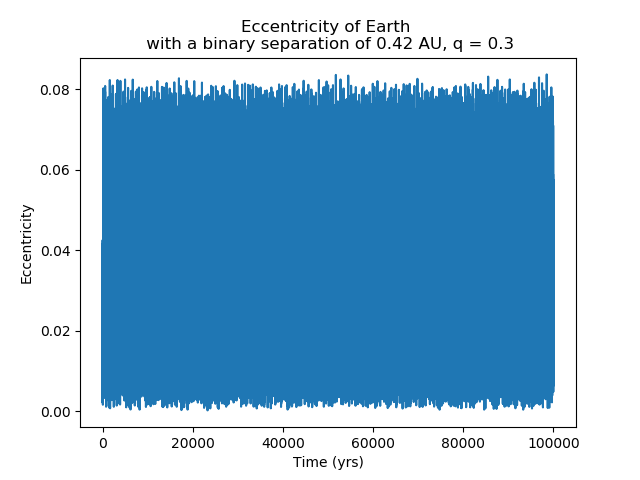 Eccentricity of Earth
with a binary separation of 0.42 AU, q = 0.3
0.08
0.06
0.04
0.02
0.00
Eccentricity
0 20000 40000 60000 80000 100000
Time (yrs)